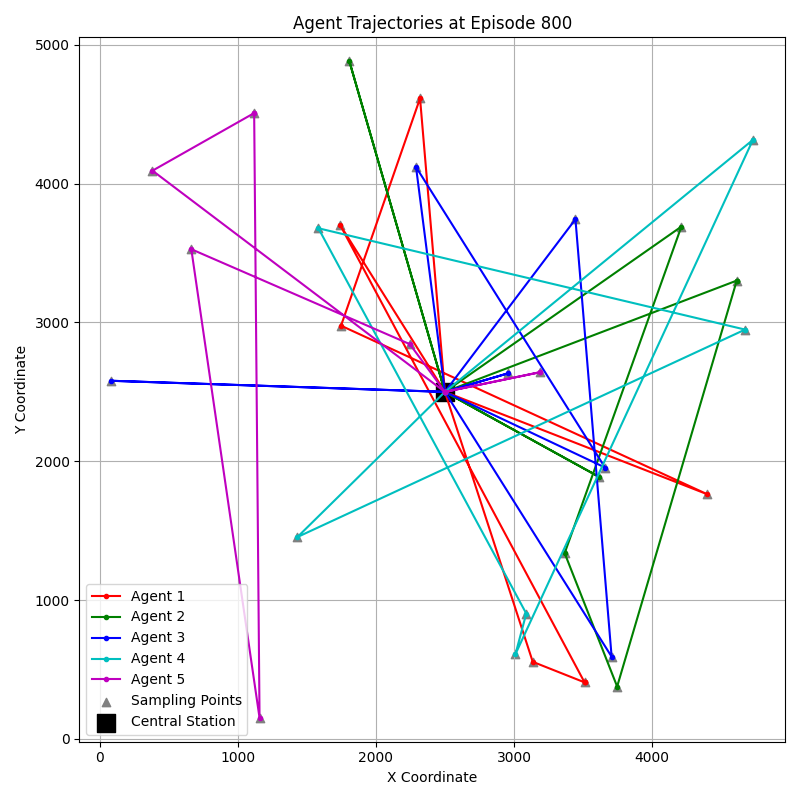 Agent Trajectories at Episode 800
5000
4000
3000
2000
1000
0
Y Coordinate
Agent 1
Agent 2
Agent 3
Agent 4
Agent 5
Sampling Points
Central Station
0 1000 2000 3000 4000
X Coordinate